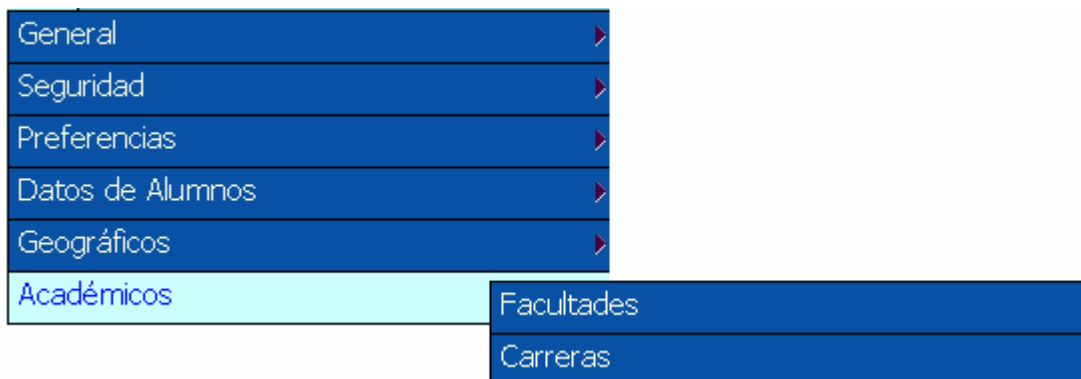 General
Seguridad
Preferencias
Datos de Alumnos
Geográficos
Académicos
Facultades
Carreras